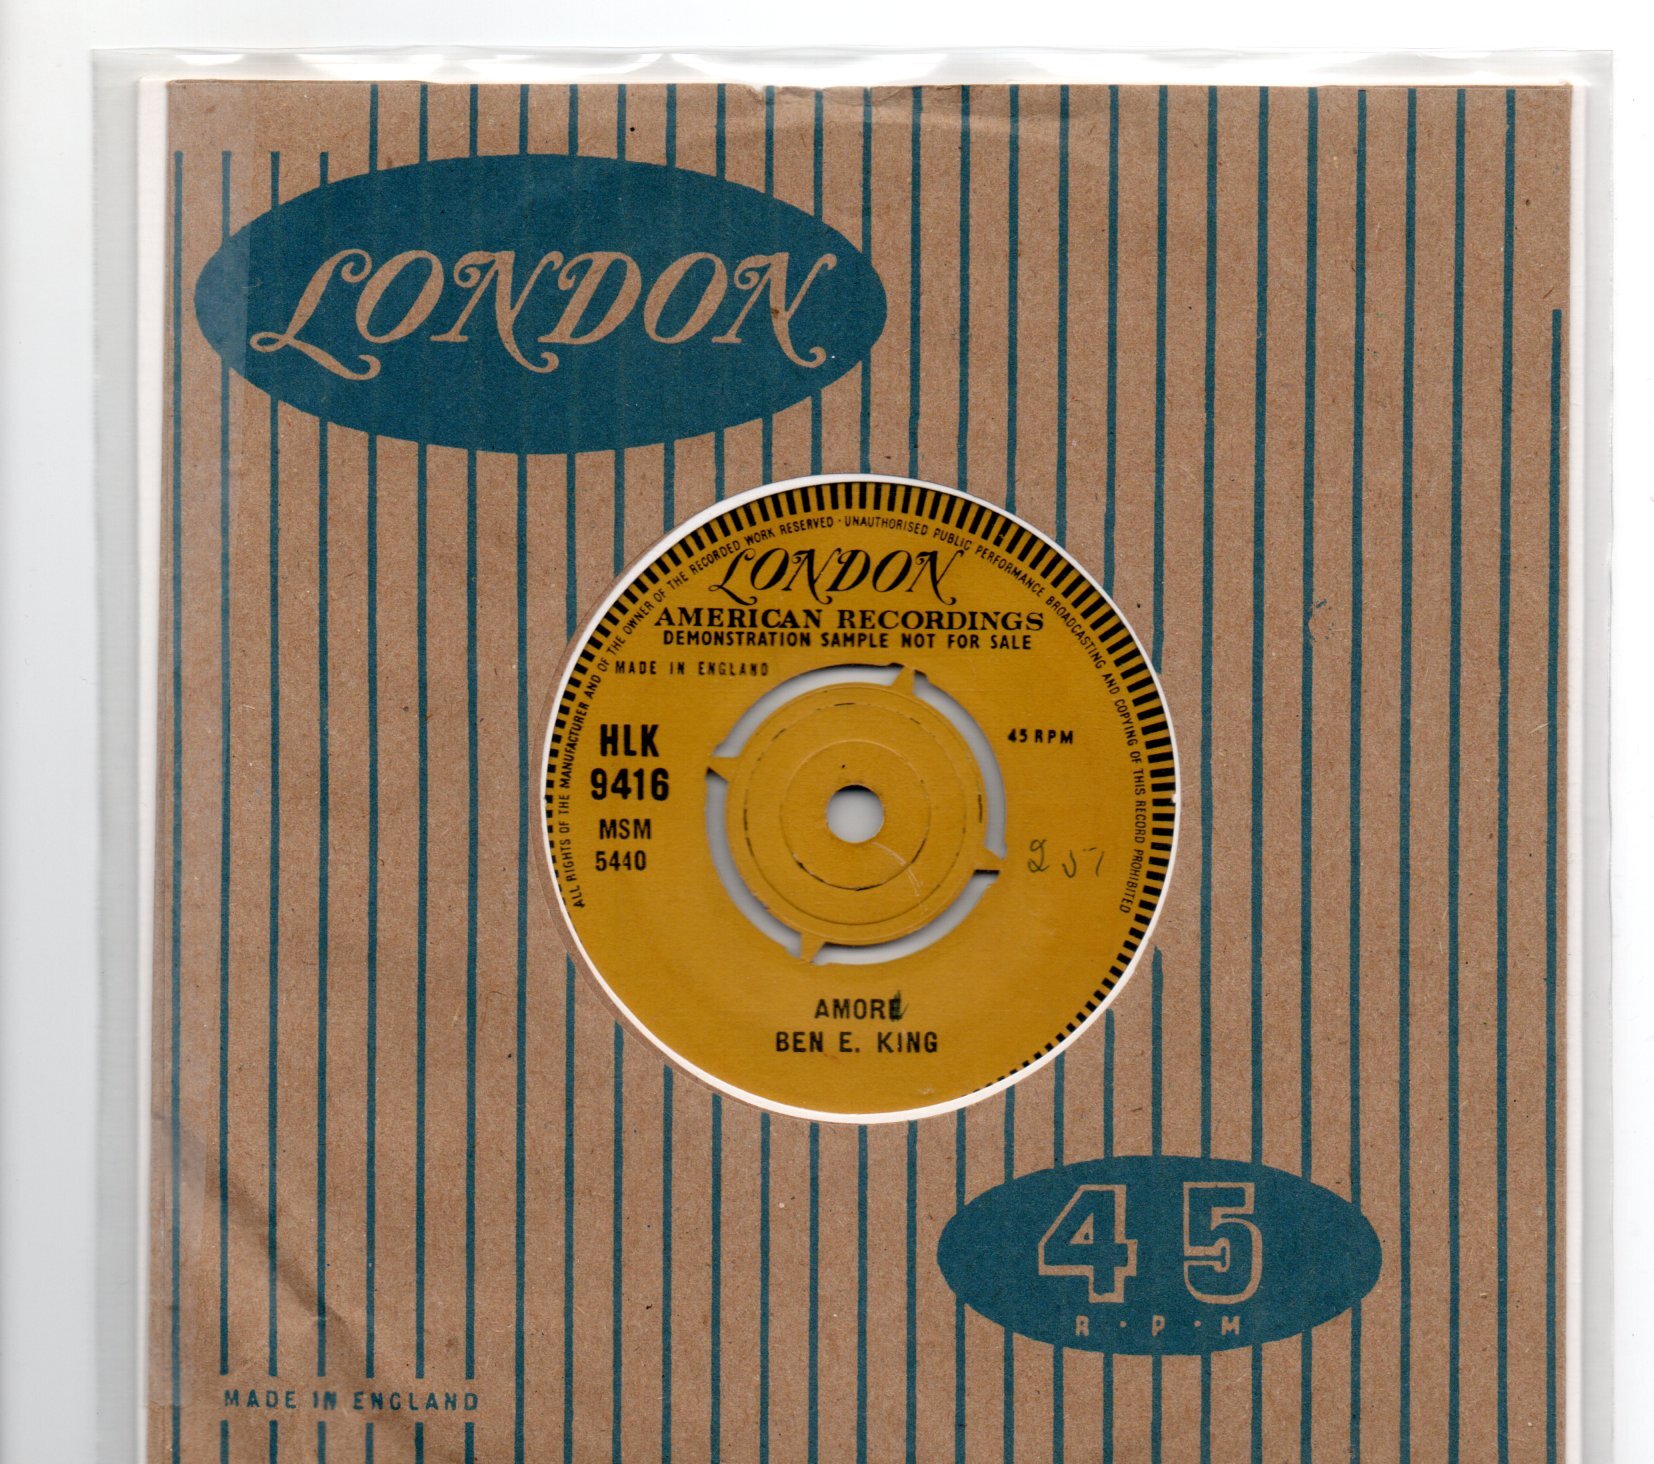 LONDON
ALL RIGHTS OF THE MANUFACTURER AND OF THE OWNER OF THE RECORDED WORK RESERVED · UNAUTHORISED PUBLIC PERFORMANCE BROADCASTING AND COPYING OF THIS RECORD PROHIBITED
LONDON
AMERICAN RECORDINGS
DEMONSTRATION SAMPLE NOT FOR SALE
MADE IN ENGLAND
HLK
9416
MSM
5440
45 RPM
AMORE
BEN E. KING
45
R·P·M
MADE IN ENGLAND